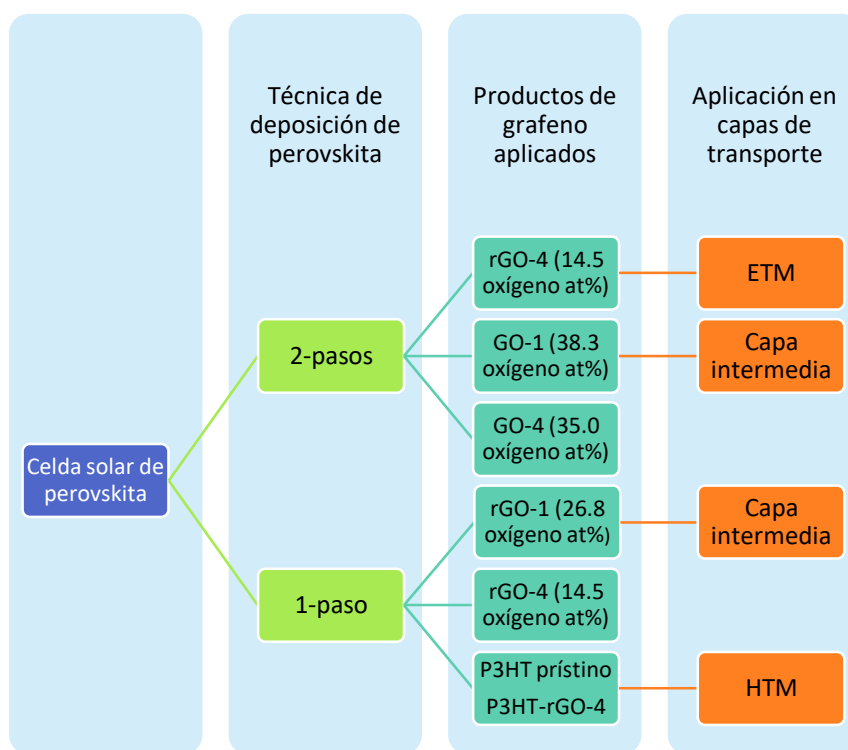 Técnica de
deposición de
perovskita
Productos de
grafeno
aplicados
Aplicación en
capas de
transporte
Celda solar de
perovskita
2-pasos
rGO-4 (14.5
oxígeno at%)
ETM
GO-1 (38.3
oxígeno at%)
Capa
intermedia
GO-4 (35.0
oxígeno at%)
1-paso
rGO-1 (26.8
oxígeno at%)
Capa
intermedia
rGO-4 (14.5
oxígeno at%)
P3HT prístino
P3HT-rGO-4
HTM